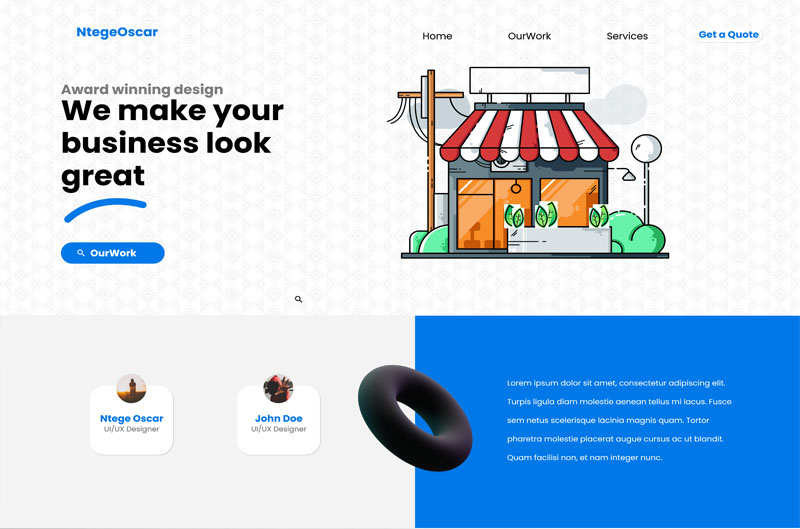 NtegeOscar
Home
OurWork
Services
Get a Quote
Award winning design
We make your
business look
great
OurWork
Ntege Oscar
UI/UX Designer
John Doe
UI/UX Designer
Lorem ipsum dolor sit amet, consectetur adipiscing elit.
Turpis ligula diam molestie aenean tellus mi lacus. Fusce
sem netus scelerisque lacinia magnis quam. Tortor
pharetra molestie placerat augue cursus ac ut blandit.
Quam facilisi non, et nam integer nunc.